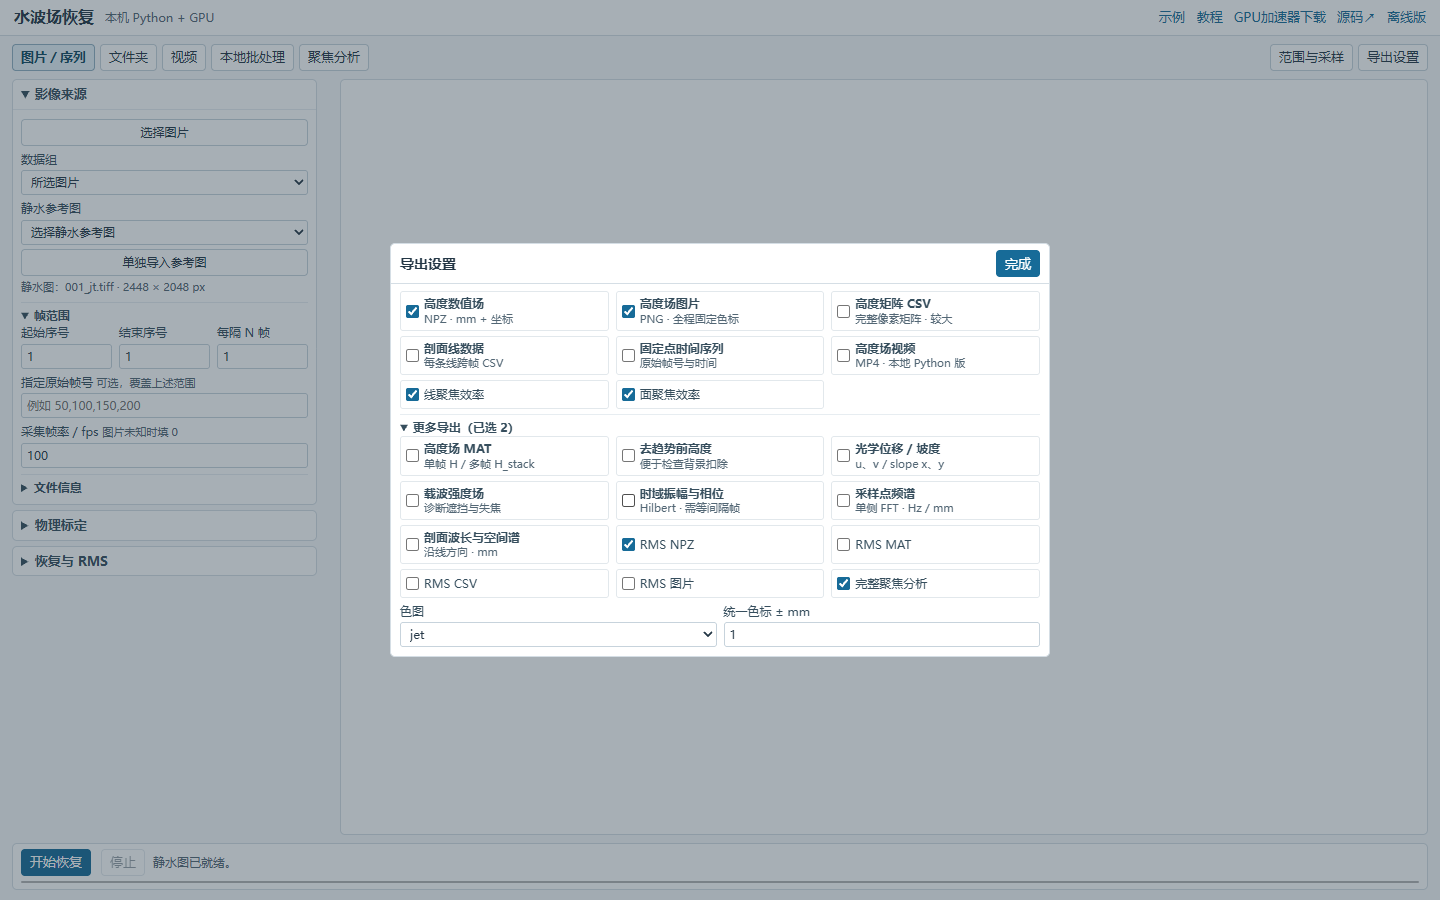 水波场恢复 本机 Python + GPU
示例 教程 GPU加速器下载 源码↗ 离线版
图片 / 序列 文件夹 视频 本地批处理 聚焦分析 范围与采样 导出设置
▼ 影像来源
选择图片
数据组
所选图片
静水参考图
选择静水参考图
单独导入参考图
静水图：001_jt.tiff · 2448 × 2048 px
▼ 帧范围
起始序号 结束序号 每隔 N 帧
1 1 1
指定原始帧号 可选，覆盖上述范围
例如 50,100,150,200
采集帧率 / fps 图片未知时填 0
100
▶ 文件信息
▶ 物理标定
▶ 恢复与 RMS
导出设置 完成
高度数值场
NPZ · mm + 坐标
高度场图片
PNG · 全程固定色标
高度矩阵 CSV
完整像素矩阵 · 较大
剖面线数据
每条线跨帧 CSV
固定点时间序列
原始帧号与时间
高度场视频
MP4 · 本地 Python 版
线聚焦效率
面聚焦效率
▼ 更多导出（已选 2）
高度场 MAT
单帧 H / 多帧 H_stack
去趋势前高度
便于检查背景扣除
光学位移 / 坡度
u、v / slope x、y
载波强度场
诊断遮挡与失焦
时域振幅与相位
Hilbert · 需等间隔帧
采样点频谱
单侧 FFT · Hz / mm
剖面波长与空间谱
沿线方向 · mm
RMS NPZ
RMS MAT
RMS CSV
RMS 图片
完整聚焦分析
色图 统一色标 ± mm
jet 1
开始恢复 停止 静水图已就绪。